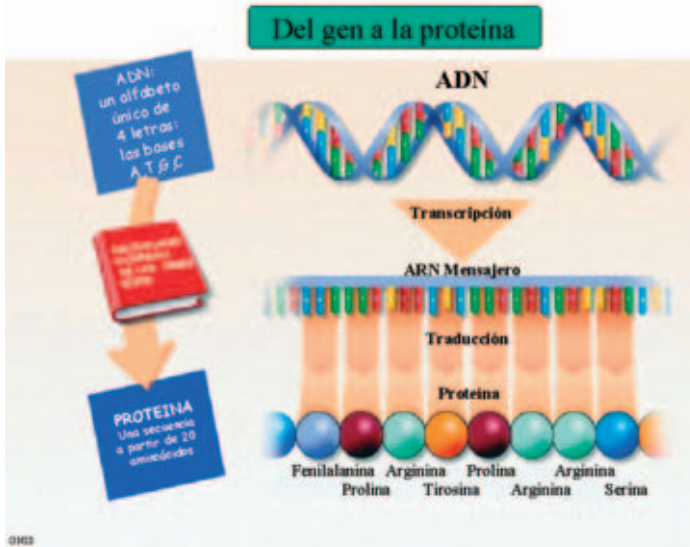 Del gen a la proteína
ADN:
un alfabeto
único de
4 letras:
las bases
A,T,G,C
ADN
Transcripción
ARN Mensajero
Traducción
Proteína
PROTEINA
Una secuencia
a partir de 20
aminoácidos
Fenilalanina Arginina Prolina Arginina
Prolina Tirosina Arginina Serina